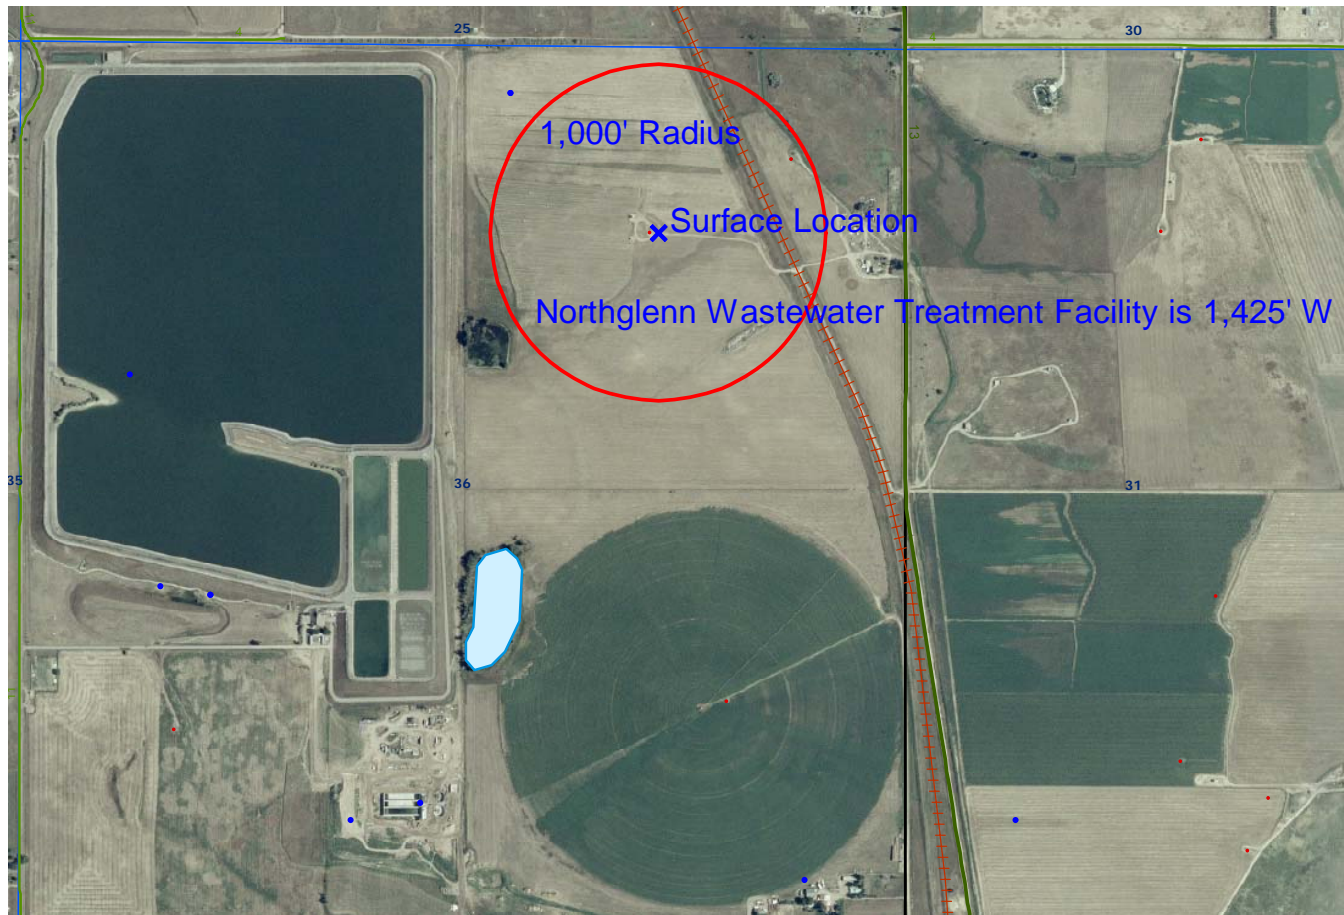 25
30
13
1,000' Radius
Surface Location
Northglenn Wastewater Treatment Facility is 1,425' W
35
36
31